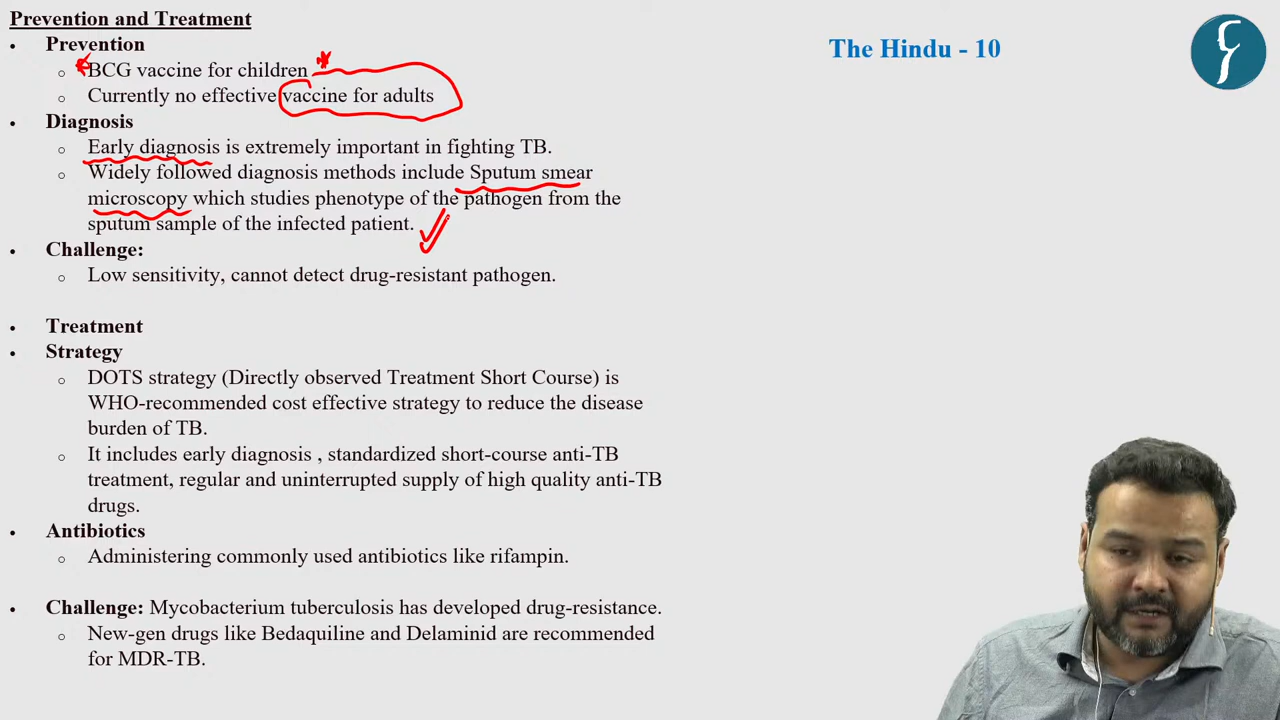 Prevention and Treatment
The Hindu - 10
• Prevention
o BCG vaccine for children
o Currently no effective vaccine for adults
• Diagnosis
o Early diagnosis is extremely important in fighting TB.
o Widely followed diagnosis methods include Sputum smear
microscopy which studies phenotype of the pathogen from the
sputum sample of the infected patient.
• Challenge:
o Low sensitivity, cannot detect drug-resistant pathogen.
• Treatment
• Strategy
o DOTS strategy (Directly observed Treatment Short Course) is
WHO-recommended cost effective strategy to reduce the disease
burden of TB.
o It includes early diagnosis , standardized short-course anti-TB
treatment, regular and uninterrupted supply of high quality anti-TB
drugs.
• Antibiotics
o Administering commonly used antibiotics like rifampin.
• Challenge: Mycobacterium tuberculosis has developed drug-resistance.
o New-gen drugs like Bedaquiline and Delaminid are recommended
for MDR-TB.